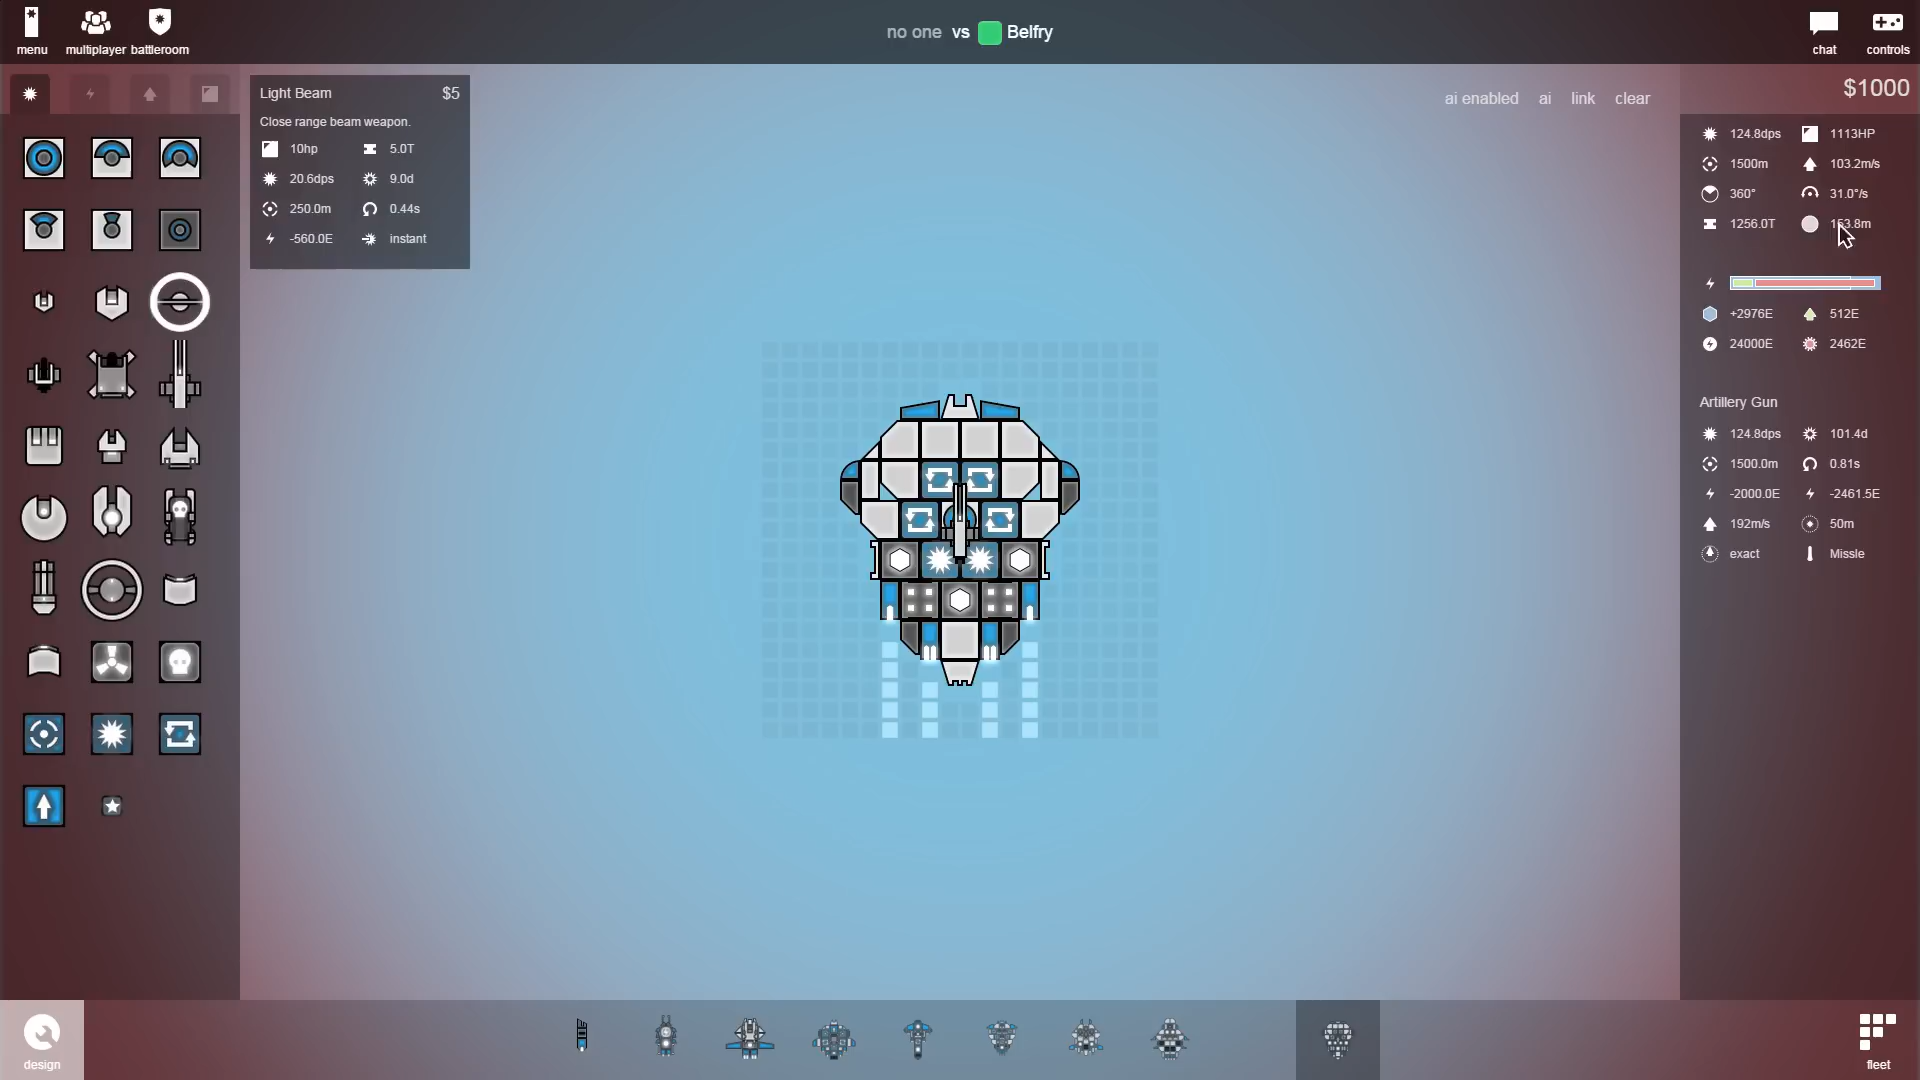 menu
multiplayer
battleroom
no one vs Belfry
chat
controls
Light Beam $5
Close range beam weapon.
10hp 5.0T
20.6dps 9.0d
250.0m 0.44s
-560.0E instant
ai enabled ai link clear
$1000
124.8dps 1113HP
1500m 103.2m/s
360° 31.0°/s
1256.0T 153.8m
+2976E 512E
24000E 2462E
Artillery Gun
124.8dps 101.4d
1500.0m 0.81s
-2000.0E -2461.5E
192m/s 50m
exact Missle
design
fleet